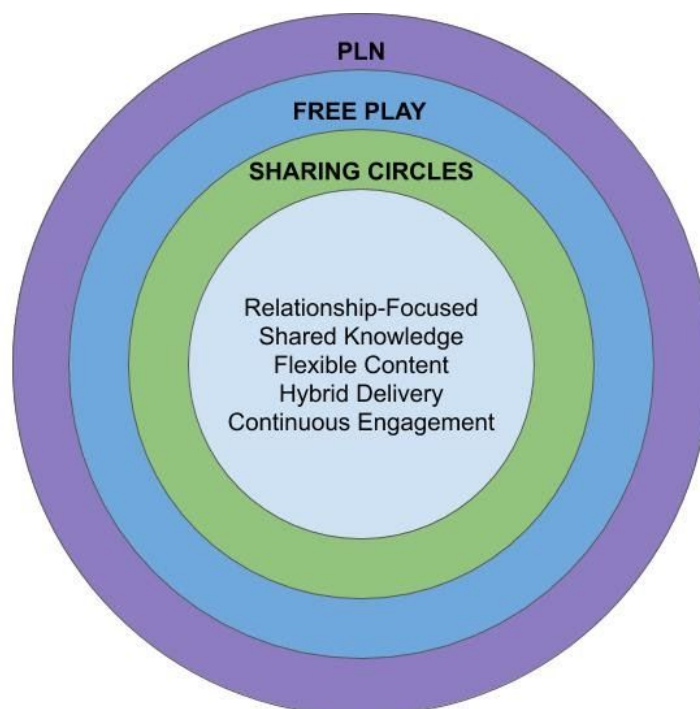 PLN
FREE PLAY
SHARING CIRCLES
Relationship-Focused
Shared Knowledge
Flexible Content
Hybrid Delivery
Continuous Engagement